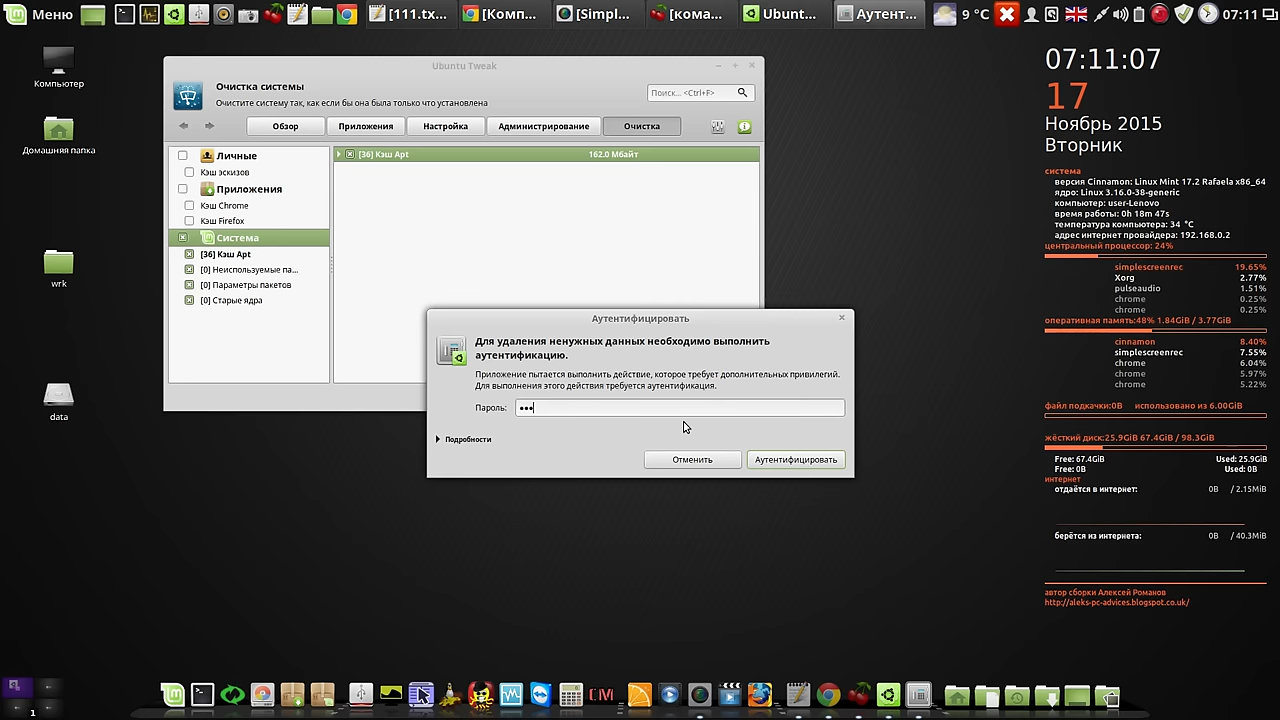 Меню
[111.tx...
[Комп...
[Simpl...
[кома...
Ubunt...
Аутент...
9 °C
07:11
Компьютер
Домашняя папка
wrk
data
Ubuntu Tweak
Очистка системы
Очистите систему так, как если бы она была только что установлена
Поиск... <Ctrl+F>
Обзор
Приложения
Настройка
Администрирование
Очистка
Личные
Кэш эскизов
Приложения
Кэш Chrome
Кэш Firefox
Система
[36] Кэш Apt
[0] Неиспользуемые па...
[0] Параметры пакетов
[0] Старые ядра
[36] Кэш Apt 162.0 Мбайт
Аутентифицировать
Для удаления ненужных данных необходимо выполнить
аутентификацию.
Приложение пытается выполнить действие, которое требует дополнительных привилегий.
Для выполнения этого действия требуется аутентификация.
Пароль: •••
Подробности
Отменить
Аутентифицировать
07:11:07
17
Ноябрь 2015
Вторник
система
версия Cinnamon: Linux Mint 17.2 Rafaela x86_64
ядро: Linux 3.16.0-38-generic
компьютер: user-Lenovo
время работы: 0h 18m 47s
температура компьютера: 34 °C
адрес интернет провайдера: 192.168.0.2
центральный процессор: 24%
simplescreenrec 19.65%
Xorg 2.77%
pulseaudio 1.51%
chrome 0.25%
chrome 0.25%
оперативная память:48% 1.84GiB / 3.77GiB
cinnamon 8.40%
simplescreenrec 7.55%
chrome 6.04%
chrome 5.97%
chrome 5.22%
файл подкачки:0B использовано из 6.00GiB
жёсткий диск:25.9GiB 67.4GiB / 98.3GiB
Free: 67.4GiB Used: 25.9GiB
Free: 0B Used: 0B
интернет
отдаётся в интернет: 0B / 2.15MiB
берётся из интернета: 0B / 40.3MiB
автор сборки Алексей Романов
http://aleks-pc-advices.blogspot.co.uk/
1